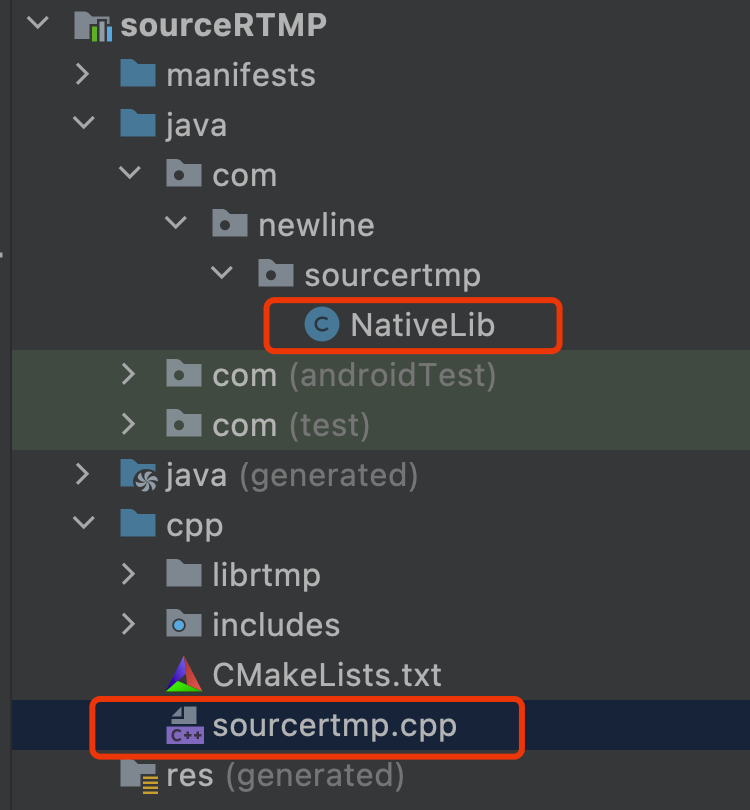 sourceRTMP
manifests
java
com
newline
sourcertmp
C NativeLib
com (androidTest)
com (test)
java (generated)
cpp
librtmp
includes
CMakeLists.txt
C++ sourcertmp.cpp
res (generated)